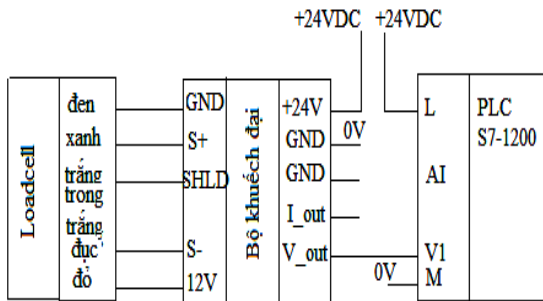 +24VDC +24VDC
Loadcell
đen
xanh
trắng
trong
trắng
đục
đỏ
GND
S+
SHLD
S-
12V
Bộ khuếch đại
+24V
GND
GND
I_out
V_out
0V
L
AI
V1
M
PLC
S7-1200
0V